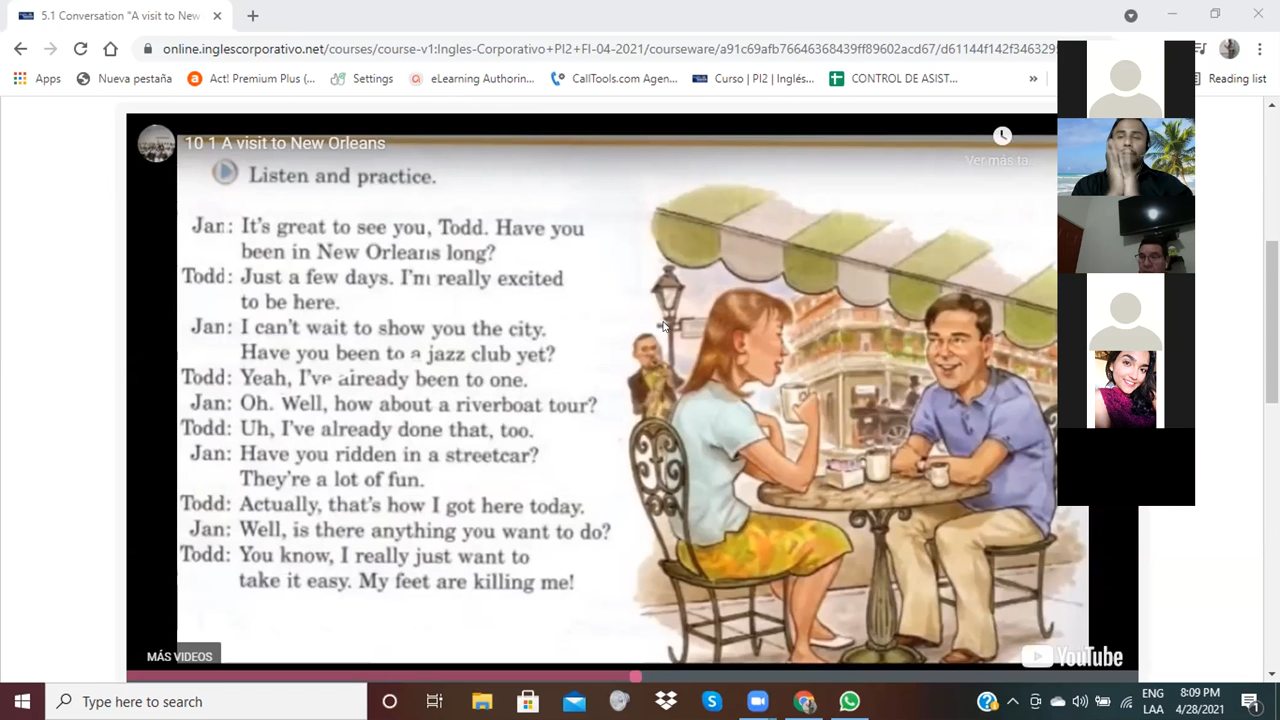 5.1 Conversation "A visit to New
online.inglescorporativo.net/courses/course-v1:Ingles-Corporativo+PI2+FI-04-2021/courseware/a91c69afb76646368439ff89602acd67/d61144f142f3463295
Apps Nueva pestaña Act! Premium Plus (... Settings eLearning Authorin... CallTools.com Agen... Curso | PI2 | Inglés... CONTROL DE ASIST... » Reading list
10 1 A visit to New Orleans
Ver más ta...
Listen and practice.
Jan: It's great to see you, Todd. Have you
been in New Orleans long?
Todd: Just a few days. I'm really excited
to be here.
Jan: I can't wait to show you the city.
Have you been to a jazz club yet?
Todd: Yeah, I've already been to one.
Jan: Oh. Well, how about a riverboat tour?
Todd: Uh, I've already done that, too.
Jan: Have you ridden in a streetcar?
They're a lot of fun.
Todd: Actually, that's how I got here today.
Jan: Well, is there anything you want to do?
Todd: You know, I really just want to
take it easy. My feet are killing me!
MÁS VIDEOS
YouTube
Type here to search
ENG 8:09 PM
LAA 4/28/2021